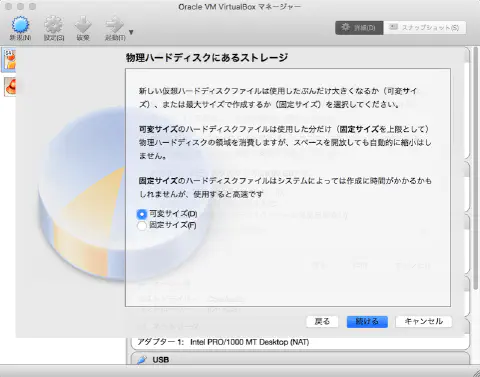 Oracle VM VirtualBox マネージャー
新規(N) 設定(S) 破棄 起動(T) 詳細(D) スナップショット(S)
物理ハードディスクにあるストレージ
新しい仮想ハードディスクファイルは使用したぶんだけ大きくなるか（可変サイ
ズ）、または最大サイズで作成するか（固定サイズ）を選択してください。
可変サイズのハードディスクファイルは使用した分だけ（固定サイズを上限として）
物理ハードディスクの領域を消費しますが、スペースを開放しても自動的に縮小はし
ません。
固定サイズのハードディスクファイルはシステムによっては作成に時間がかかるかも
しれませんが、使用すると高速です
可変サイズ(D)
固定サイズ(F)
戻る 続ける キャンセル
アダプター 1: Intel PRO/1000 MT Desktop (NAT)
USB